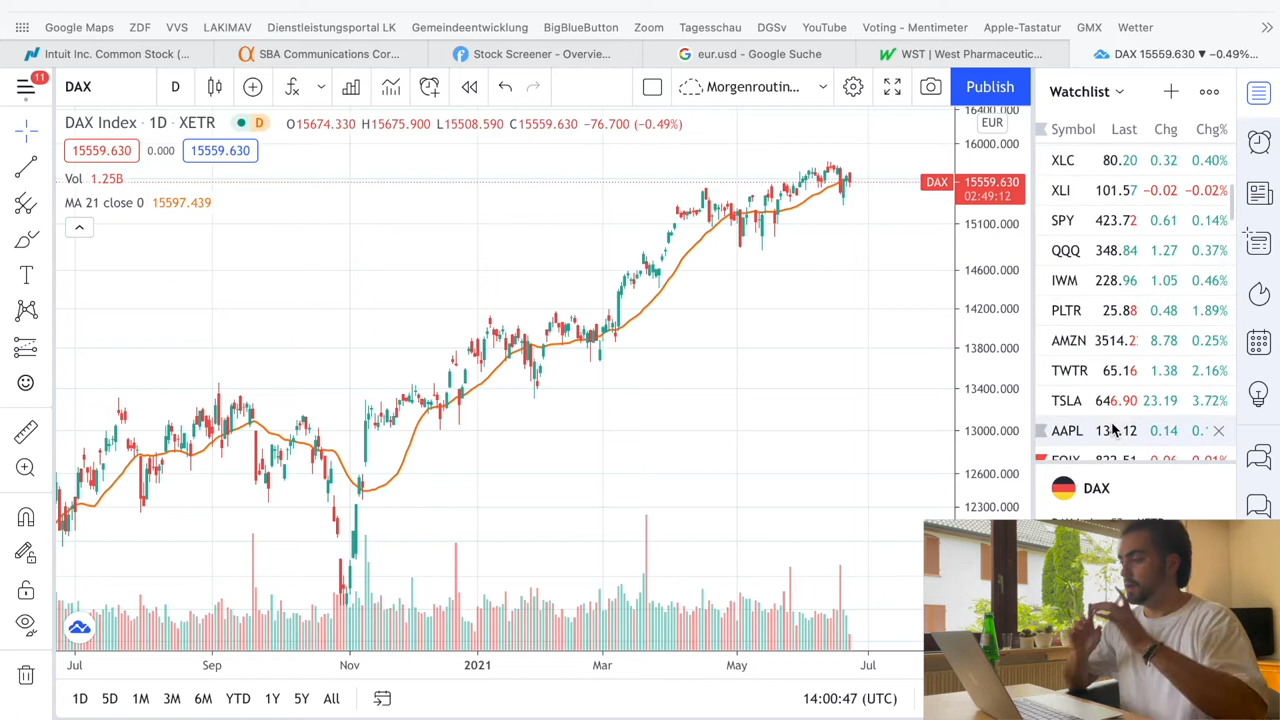 Google Maps ZDF VVS LAKIMAV Dienstleistungsportal LK Gemeindeentwicklung BigBlueButton Zoom Tagesschau DGSv YouTube Voting - Mentimeter Apple-Tastatur GMX Wetter
Intuit Inc. Common Stock (... SBA Communications Cor... Stock Screener - Overvie... eur.usd - Google Suche WST | West Pharmaceutic... DAX 15559.630 ▼ −0.49%...
11
DAX D Morgenroutin... Publish
Watchlist
DAX Index · 1D · XETR D O15674.330 H15675.900 L15508.590 C15559.630 −76.700 (−0.49%)
15559.630 0.000 15559.630
Vol 1.25B
MA 21 close 0 15597.439
16400.000
EUR
16000.000
DAX 15559.630
02:49:12
15100.000
14600.000
14200.000
13800.000
13400.000
13000.000
12600.000
12300.000
Symbol Last Chg Chg%
XLC 80.20 0.32 0.40%
XLI 101.57 -0.02 -0.02%
SPY 423.72 0.61 0.14%
QQQ 348.84 1.27 0.37%
IWM 228.96 1.05 0.46%
PLTR 25.88 0.48 1.89%
AMZN 3514.2 8.78 0.25%
TWTR 65.16 1.38 2.16%
TSLA 646.90 23.19 3.72%
AAPL 0.14
DAX
Jul Sep Nov 2021 Mar May Jul
1D 5D 1M 3M 6M YTD 1Y 5Y All
14:00:47 (UTC)